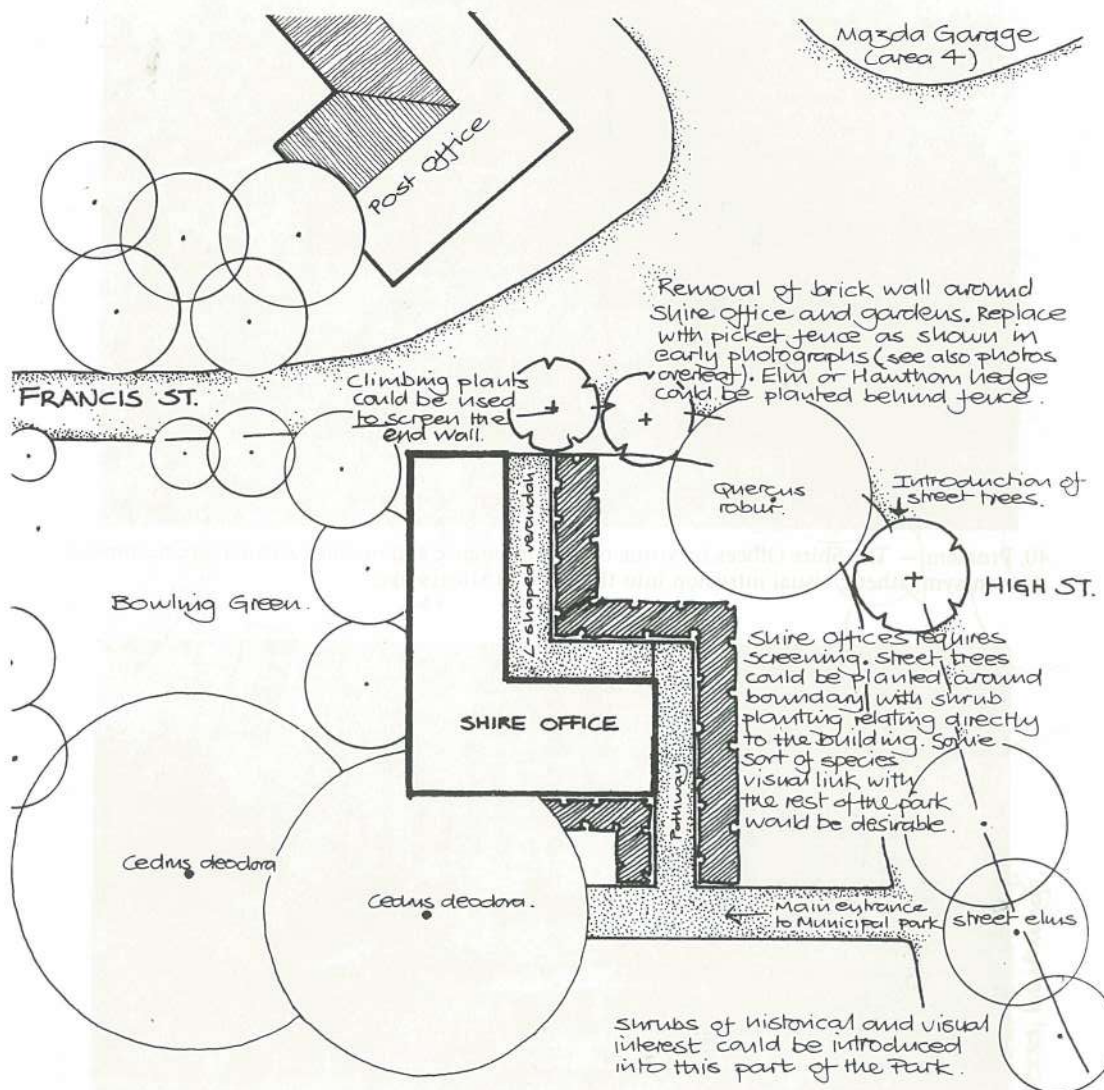 Mazda Garage
(area 4)
Post Office
Removal of brick wall around
Shire Office and gardens. Replace
with picket fence as shown in
early photographs (see also photos
overleaf). Elm or Hawthorn hedge
could be planted behind fence.
FRANCIS ST.
Climbing plants
could be used
to screen the
end wall.
Quercus
robur.
Introduction of
street trees.
HIGH ST.
L-shaped verandah
Bowling Green.
SHIRE OFFICE
Shire offices requires
screening. Street trees
could be planted around
boundary with shrub
planting relating directly
to the building. Some
sort of species
visual link with
the rest of the park
would be desirable.
Pathway
Cedrus deodora
Cedrus deodora.
Main entrance
to Municipal park
street elms
Shrubs of historical and visual
interest could be introduced
into this part of the Park.